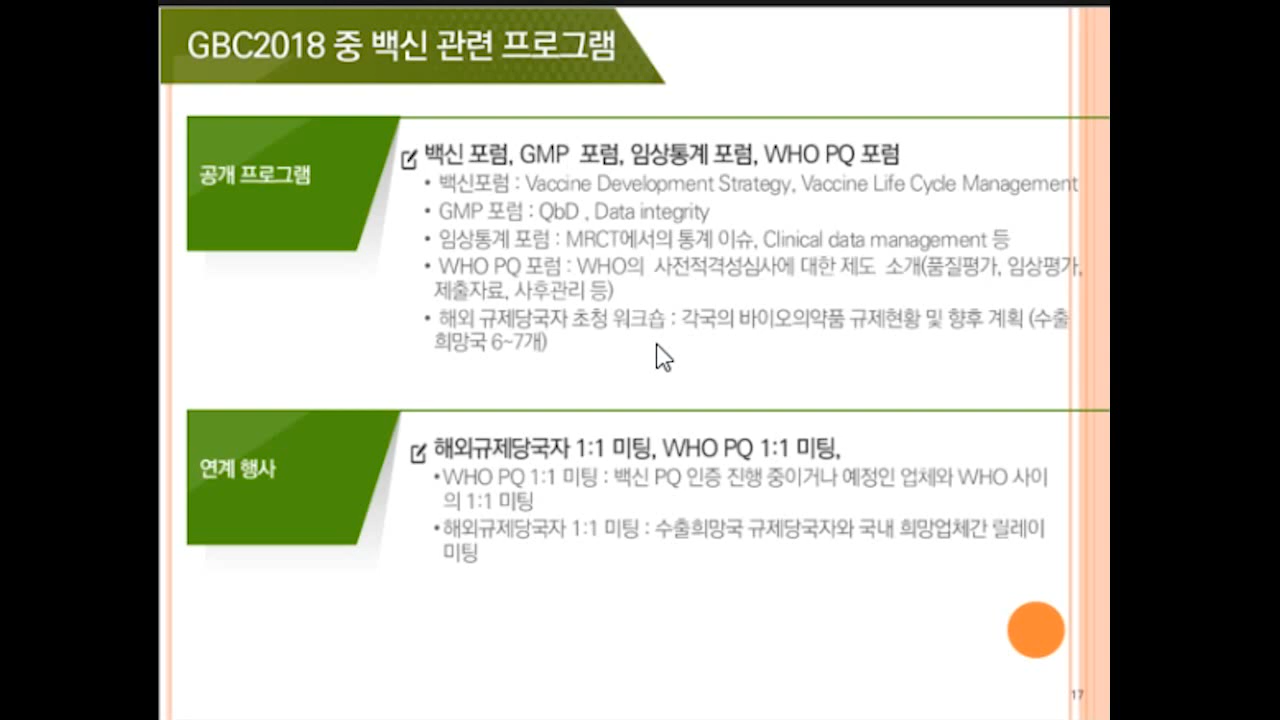 GBC2018 중 백신 관련 프로그램
공개 프로그램
백신 포럼, GMP 포럼, 임상통계 포럼, WHO PQ 포럼
• 백신포럼 : Vaccine Development Strategy, Vaccine Life Cycle Management
• GMP 포럼 : QbD , Data integrity
• 임상통계 포럼 : MRCT에서의 통계 이슈, Clinical data management 등
• WHO PQ 포럼 : WHO의 사전적격성심사에 대한 제도 소개(품질평가, 임상평가,
제출자료, 사후관리 등)
• 해외 규제당국자 초청 워크숍 : 각국의 바이오의약품 규제현황 및 향후 계획 (수출
희망국 6~7개)
연계 행사
해외규제당국자 1:1 미팅, WHO PQ 1:1 미팅,
•WHO PQ 1:1 미팅 : 백신 PQ 인증 진행 중이거나 예정인 업체와 WHO 사이
의 1:1 미팅
•해외규제당국자 1:1 미팅 : 수출희망국 규제당국자와 국내 희망업체간 릴레이
미팅
17